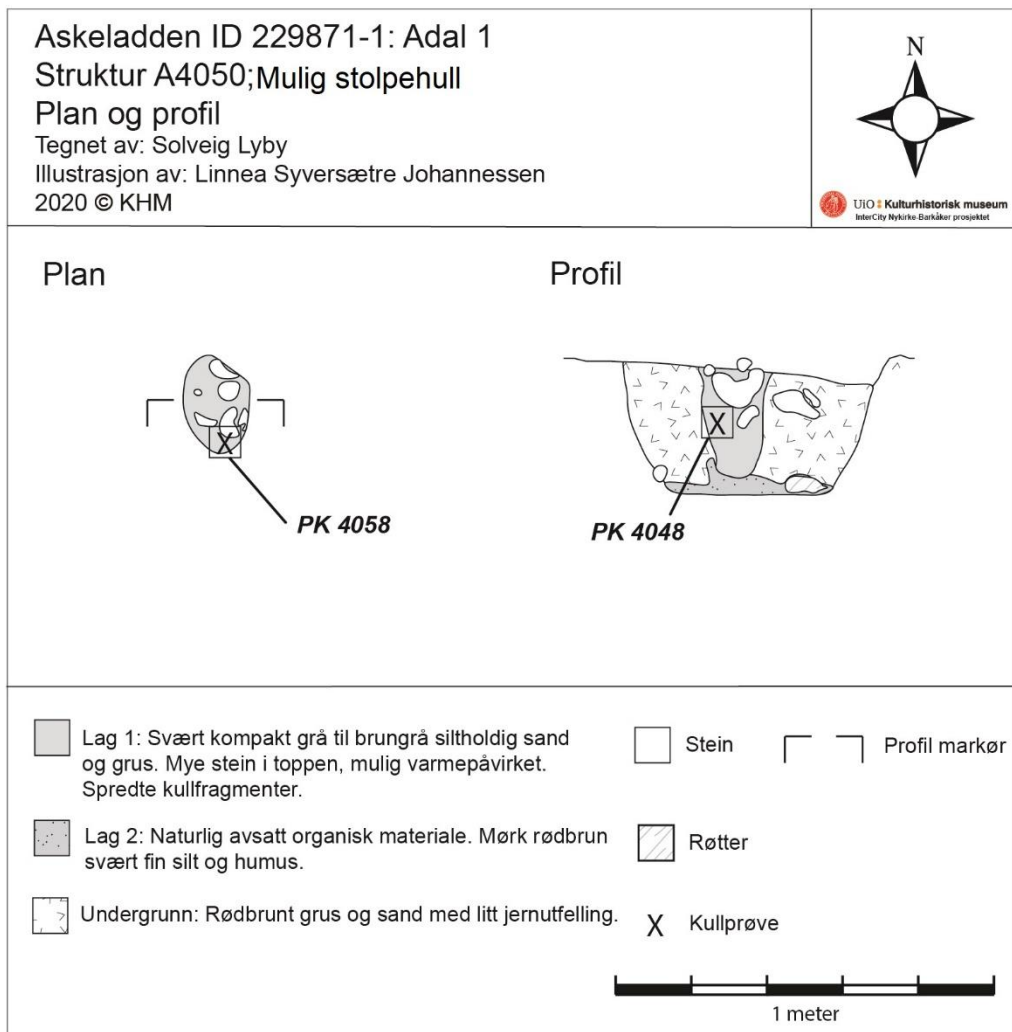 Askeladden ID 229871-1: Adal 1
Struktur A4050;Mulig stolpehull
Plan og profil
Tegnet av: Solveig Lyby
Illustrasjon av: Linnea Syversætre Johannessen
2020 © KHM
N
UiO Kulturhistorisk museum
InterCity Nykirke-Barkåker prosjektet
Plan
Profil
X
PK 4058
X
PK 4048
Lag 1: Svært kompakt grå til brungrå siltholdig sand
og grus. Mye stein i toppen, mulig varmepåvirket.
Spredte kullfragmenter.
Lag 2: Naturlig avsatt organisk materiale. Mørk rødbrun
svært fin silt og humus.
Undergrunn: Rødbrunt grus og sand med litt jernutfelling.
Stein
Profil markør
Røtter
X Kullprøve
1 meter